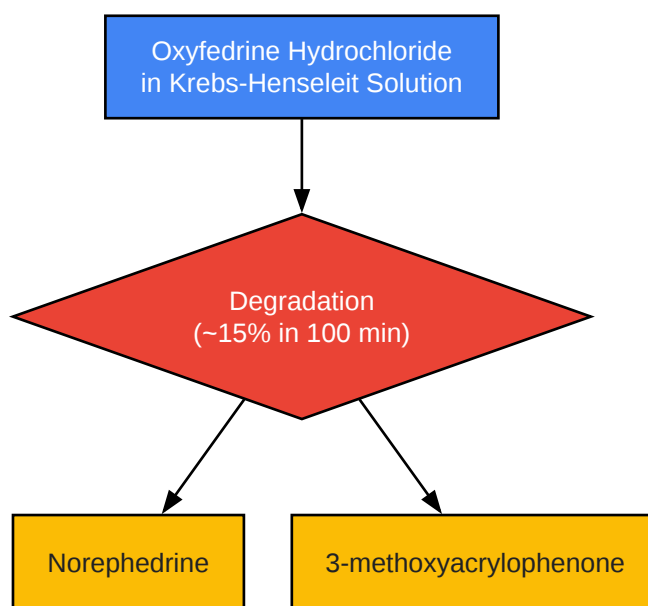 Oxyfedrine Hydrochloride
in Krebs-Henseleit Solution
Degradation
(~15% in 100 min)
Norephedrine
3-methoxyacrylophenone